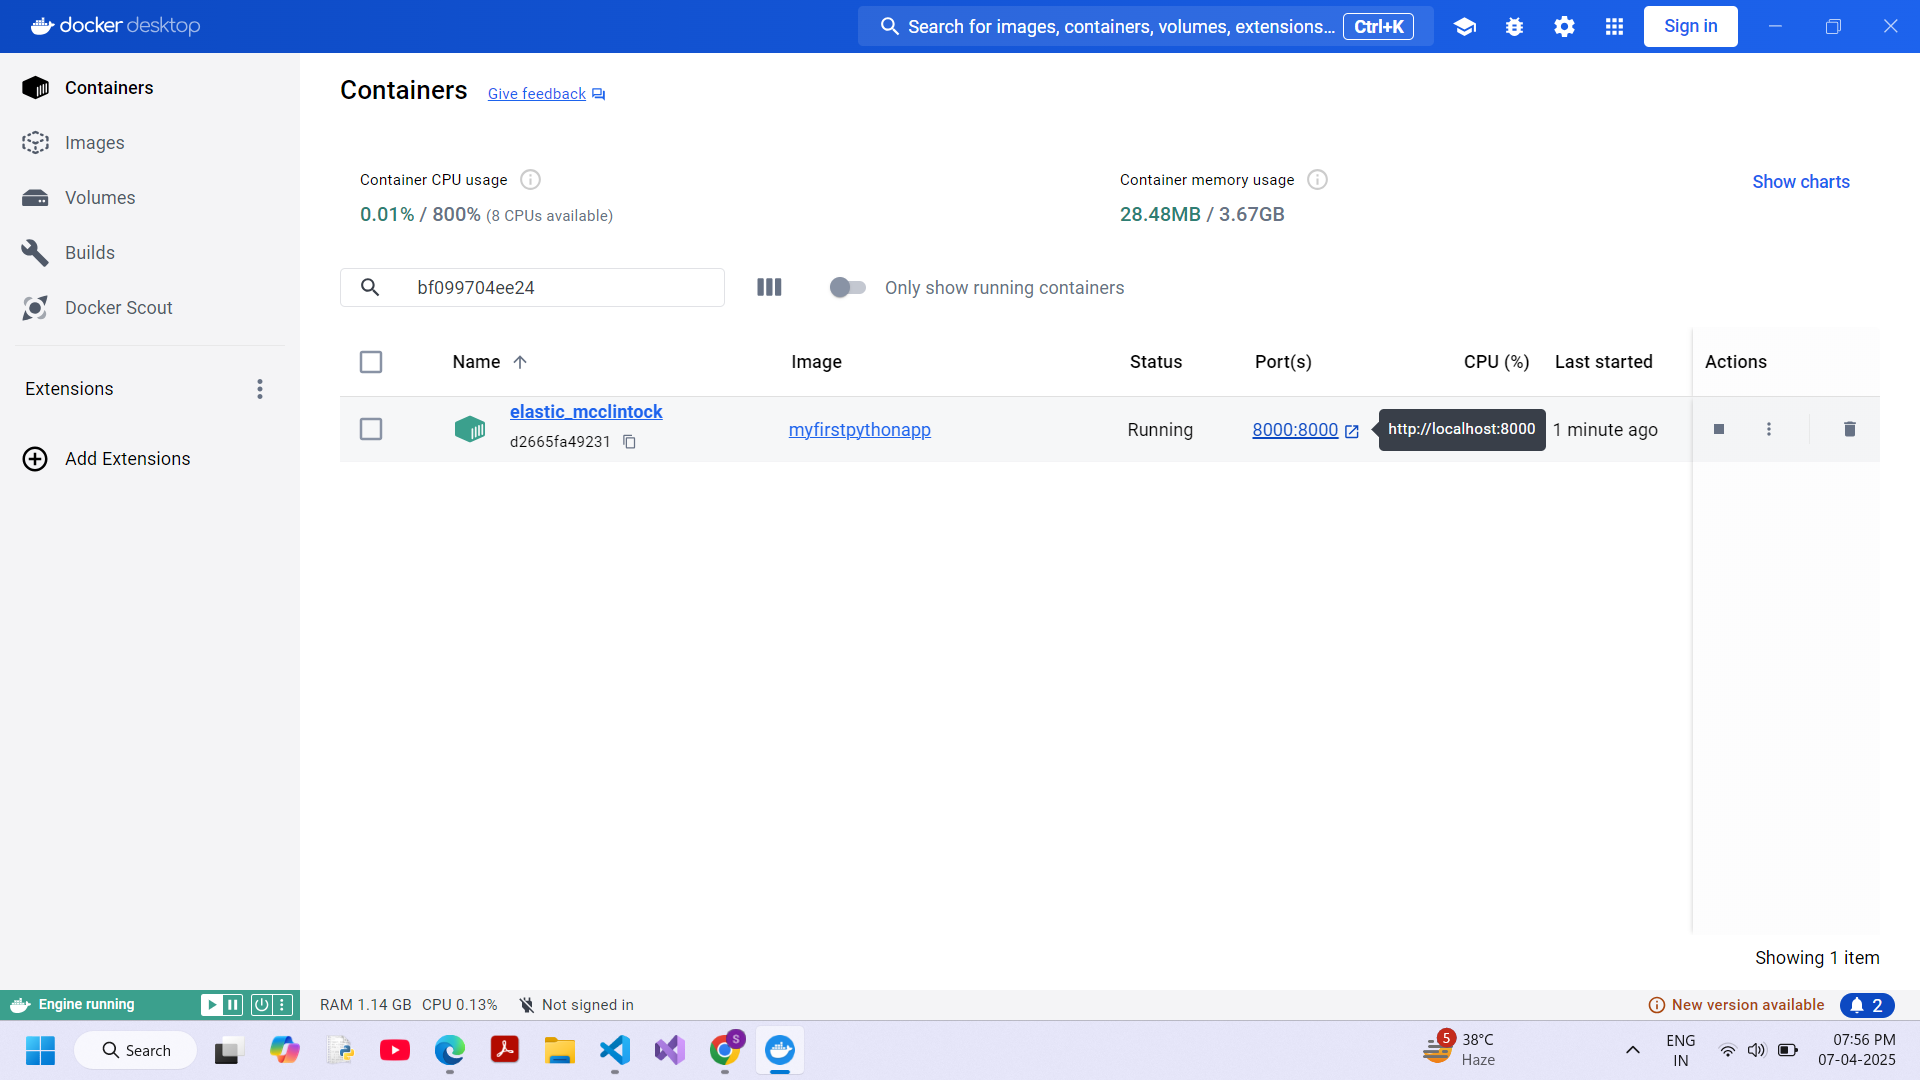 docker desktop
Search for images, containers, volumes, extensions... Ctrl+K
Sign in
Containers
Images
Volumes
Builds
Docker Scout
Extensions
Add Extensions
Containers Give feedback
Container CPU usage
0.01% / 800% (8 CPUs available)
Container memory usage
28.48MB / 3.67GB
Show charts
bf099704ee24
Only show running containers
Name Image Status Port(s) CPU (%) Last started Actions
elastic_mcclintock
d2665fa49231
myfirstpythonapp
Running
8000:8000
http://localhost:8000
1 minute ago
Showing 1 item
Engine running
RAM 1.14 GB CPU 0.13% Not signed in
New version available
2
Search
S
5
38°C
Haze
ENG
IN
07:56 PM
07-04-2025